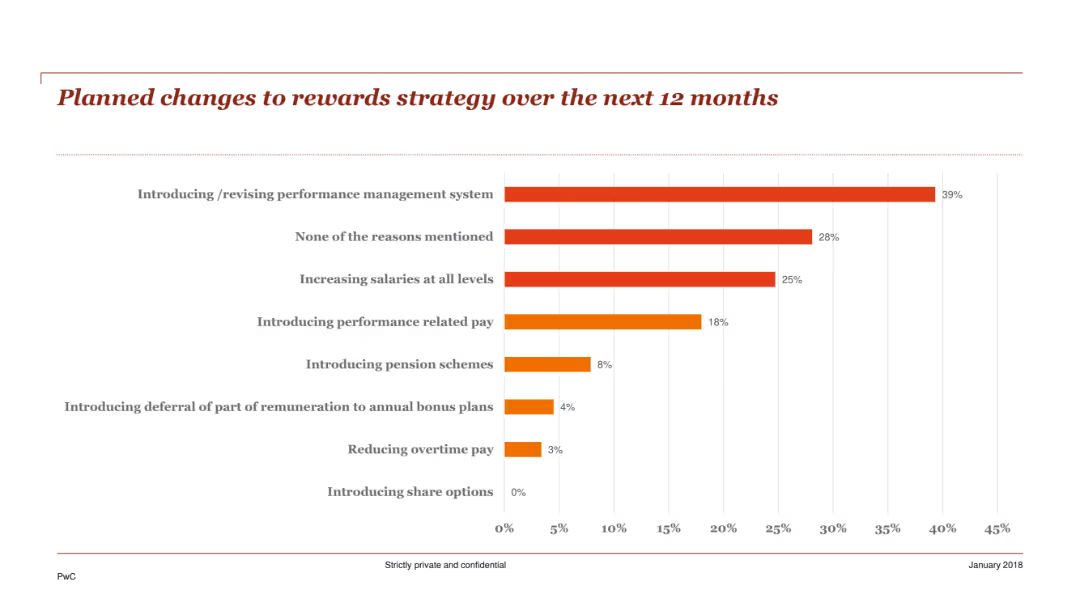 Planned changes to rewards strategy over the next 12 months
Introducing /revising performance management system 39%
None of the reasons mentioned 28%
Increasing salaries at all levels 25%
Introducing performance related pay 18%
Introducing pension schemes 8%
Introducing deferral of part of remuneration to annual bonus plans 4%
Reducing overtime pay 3%
Introducing share options 0%
0% 5% 10% 15% 20% 25% 30% 35% 40% 45%
Strictly private and confidential January 2018
PwC